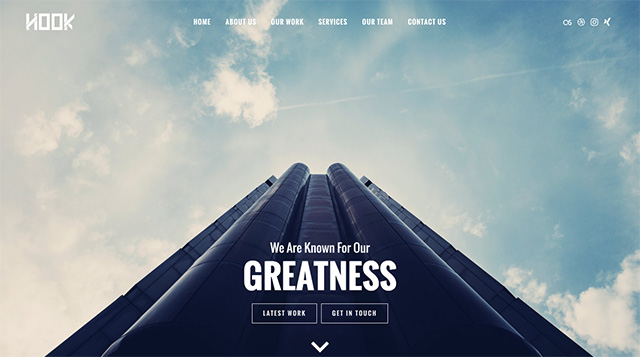 HOOK
HOME ABOUT US OUR WORK SERVICES OUR TEAM CONTACT US
We Are Known For Our
GREATNESS
LATEST WORK GET IN TOUCH